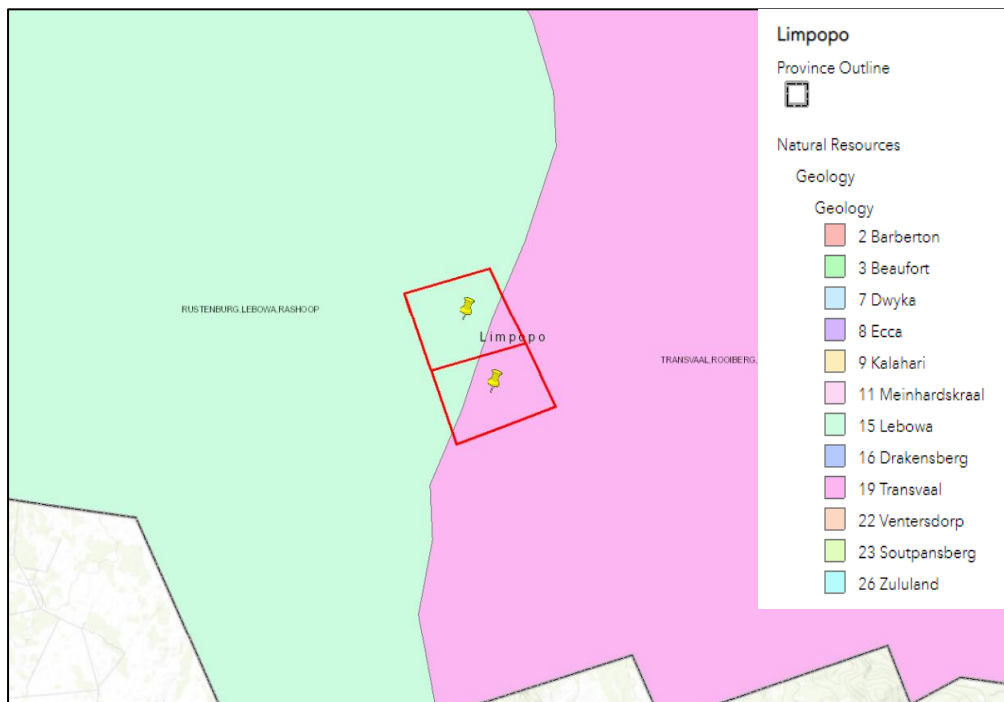 RUSTENBURG,LEBOWA,RASHOOP
Limpopo
TRANSVAAL,ROOIBERG,
Limpopo
Province Outline
Natural Resources
Geology
Geology
2 Barberton
3 Beaufort
7 Dwyka
8 Ecca
9 Kalahari
11 Meinhardskraal
15 Lebowa
16 Drakensberg
19 Transvaal
22 Ventersdorp
23 Soutpansberg
26 Zululand